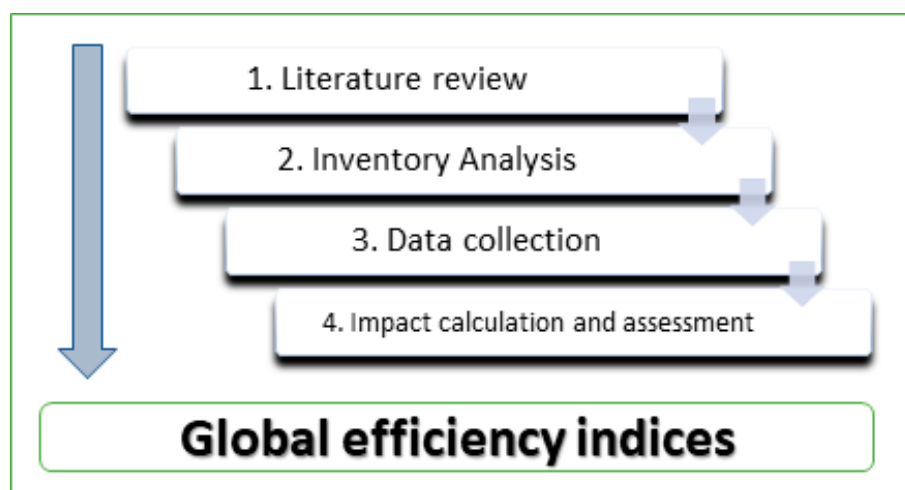 1. Literature review
2. Inventory Analysis
3. Data collection
4. Impact calculation and assessment
Global efficiency indices